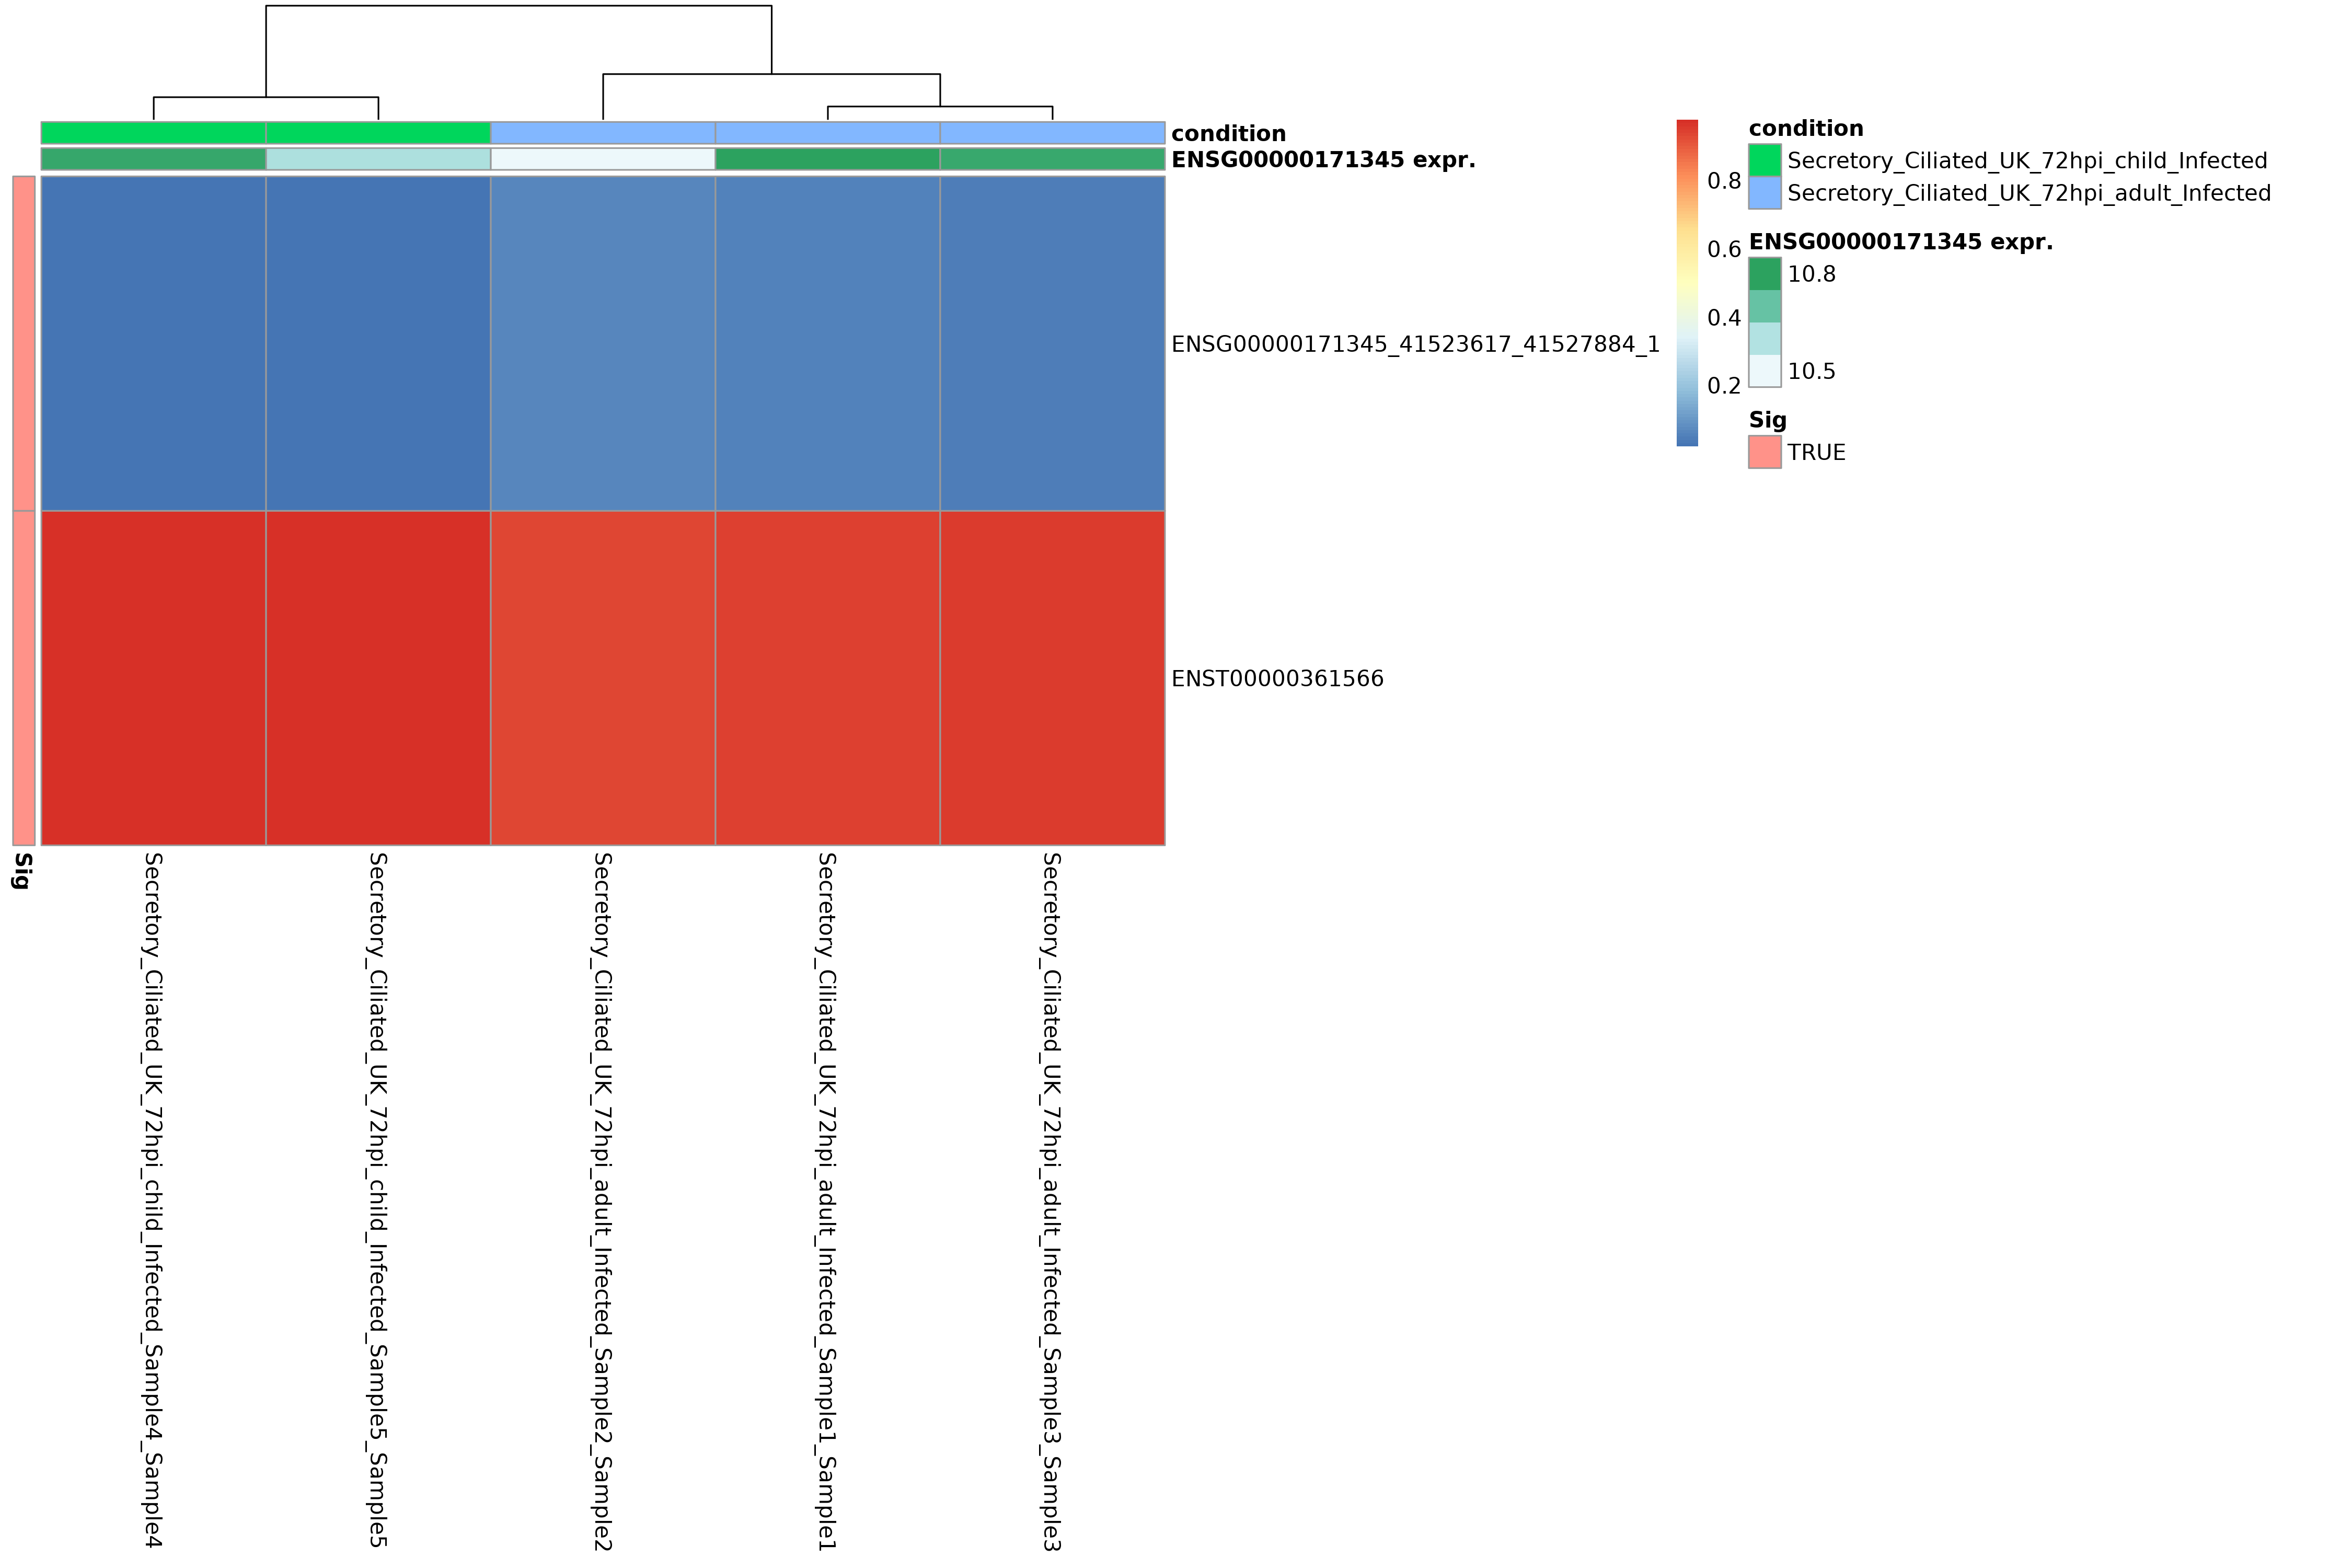 condition
ENSG00000171345 expr.
ENSG00000171345_41523617_41527884_1
ENST00000361566
Sig
Secretory_Ciliated_UK_72hpi_child_Infected_Sample4_Sample4
Secretory_Ciliated_UK_72hpi_child_Infected_Sample5_Sample5
Secretory_Ciliated_UK_72hpi_adult_Infected_Sample2_Sample2
Secretory_Ciliated_UK_72hpi_adult_Infected_Sample1_Sample1
Secretory_Ciliated_UK_72hpi_adult_Infected_Sample3_Sample3
0.8
0.6
0.4
0.2
condition
Secretory_Ciliated_UK_72hpi_child_Infected
Secretory_Ciliated_UK_72hpi_adult_Infected
ENSG00000171345 expr.
10.8
10.5
Sig
TRUE